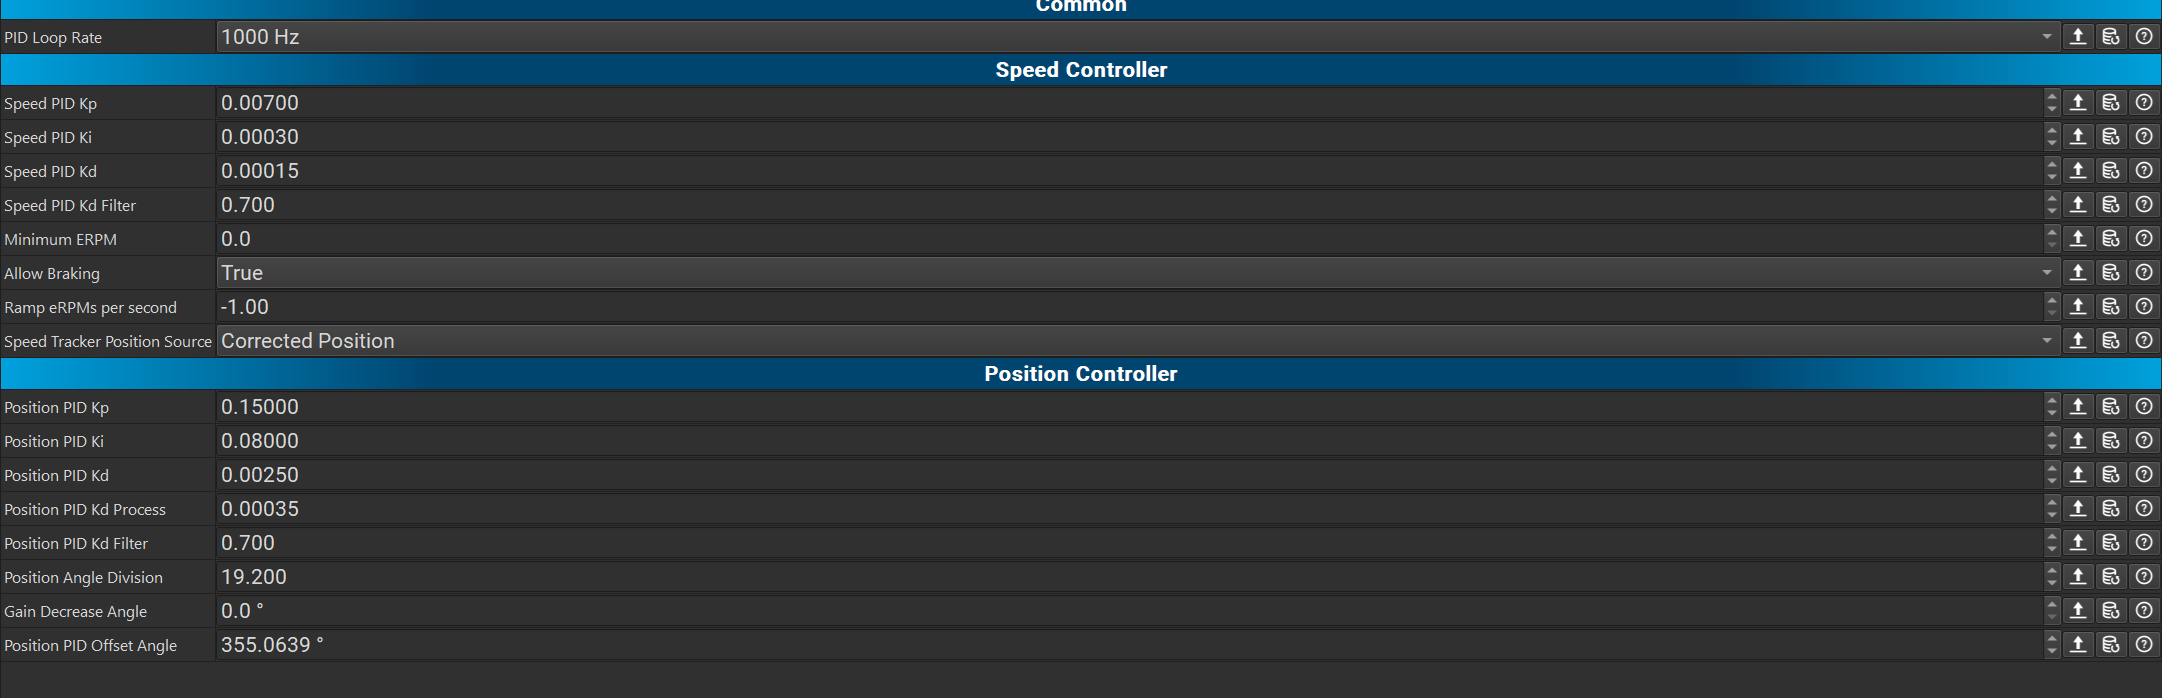 Common
PID Loop Rate 1000 Hz
Speed Controller
Speed PID Kp 0.00700
Speed PID Ki 0.00030
Speed PID Kd 0.00015
Speed PID Kd Filter 0.700
Minimum ERPM 0.0
Allow Braking True
Ramp eRPMs per second -1.00
Speed Tracker Position Source Corrected Position
Position Controller
Position PID Kp 0.15000
Position PID Ki 0.08000
Position PID Kd 0.00250
Position PID Kd Process 0.00035
Position PID Kd Filter 0.700
Position Angle Division 19.200
Gain Decrease Angle 0.0 °
Position PID Offset Angle 355.0639 °